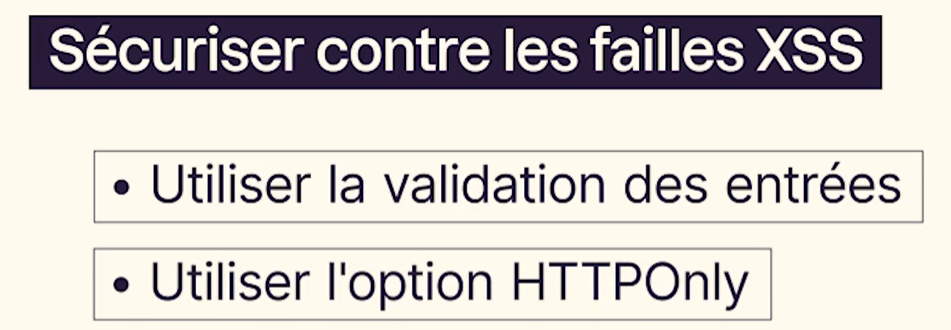 Sécuriser contre les failles XSS
• Utiliser la validation des entrées
• Utiliser l'option HTTPOnly